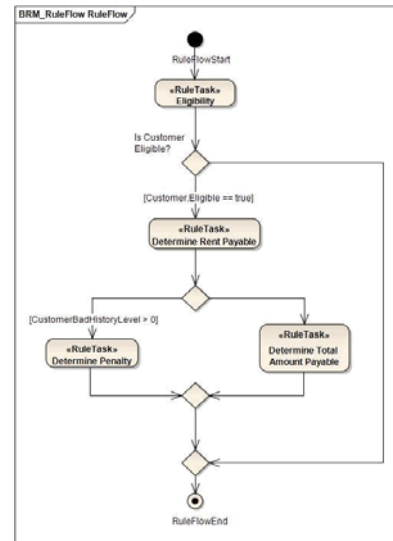 BRM_RuleFlow RuleFlow
RuleFlowStart
«RuleTask»
Eligibility
Is Customer
Eligible?
[Customer.Eligible == true]
«RuleTask»
Determine Rent Payable
[CustomerBadHistoryLevel > 0]
«RuleTask»
Determine Penalty
«RuleTask»
Determine Total
Amount Payable
RuleFlowEnd